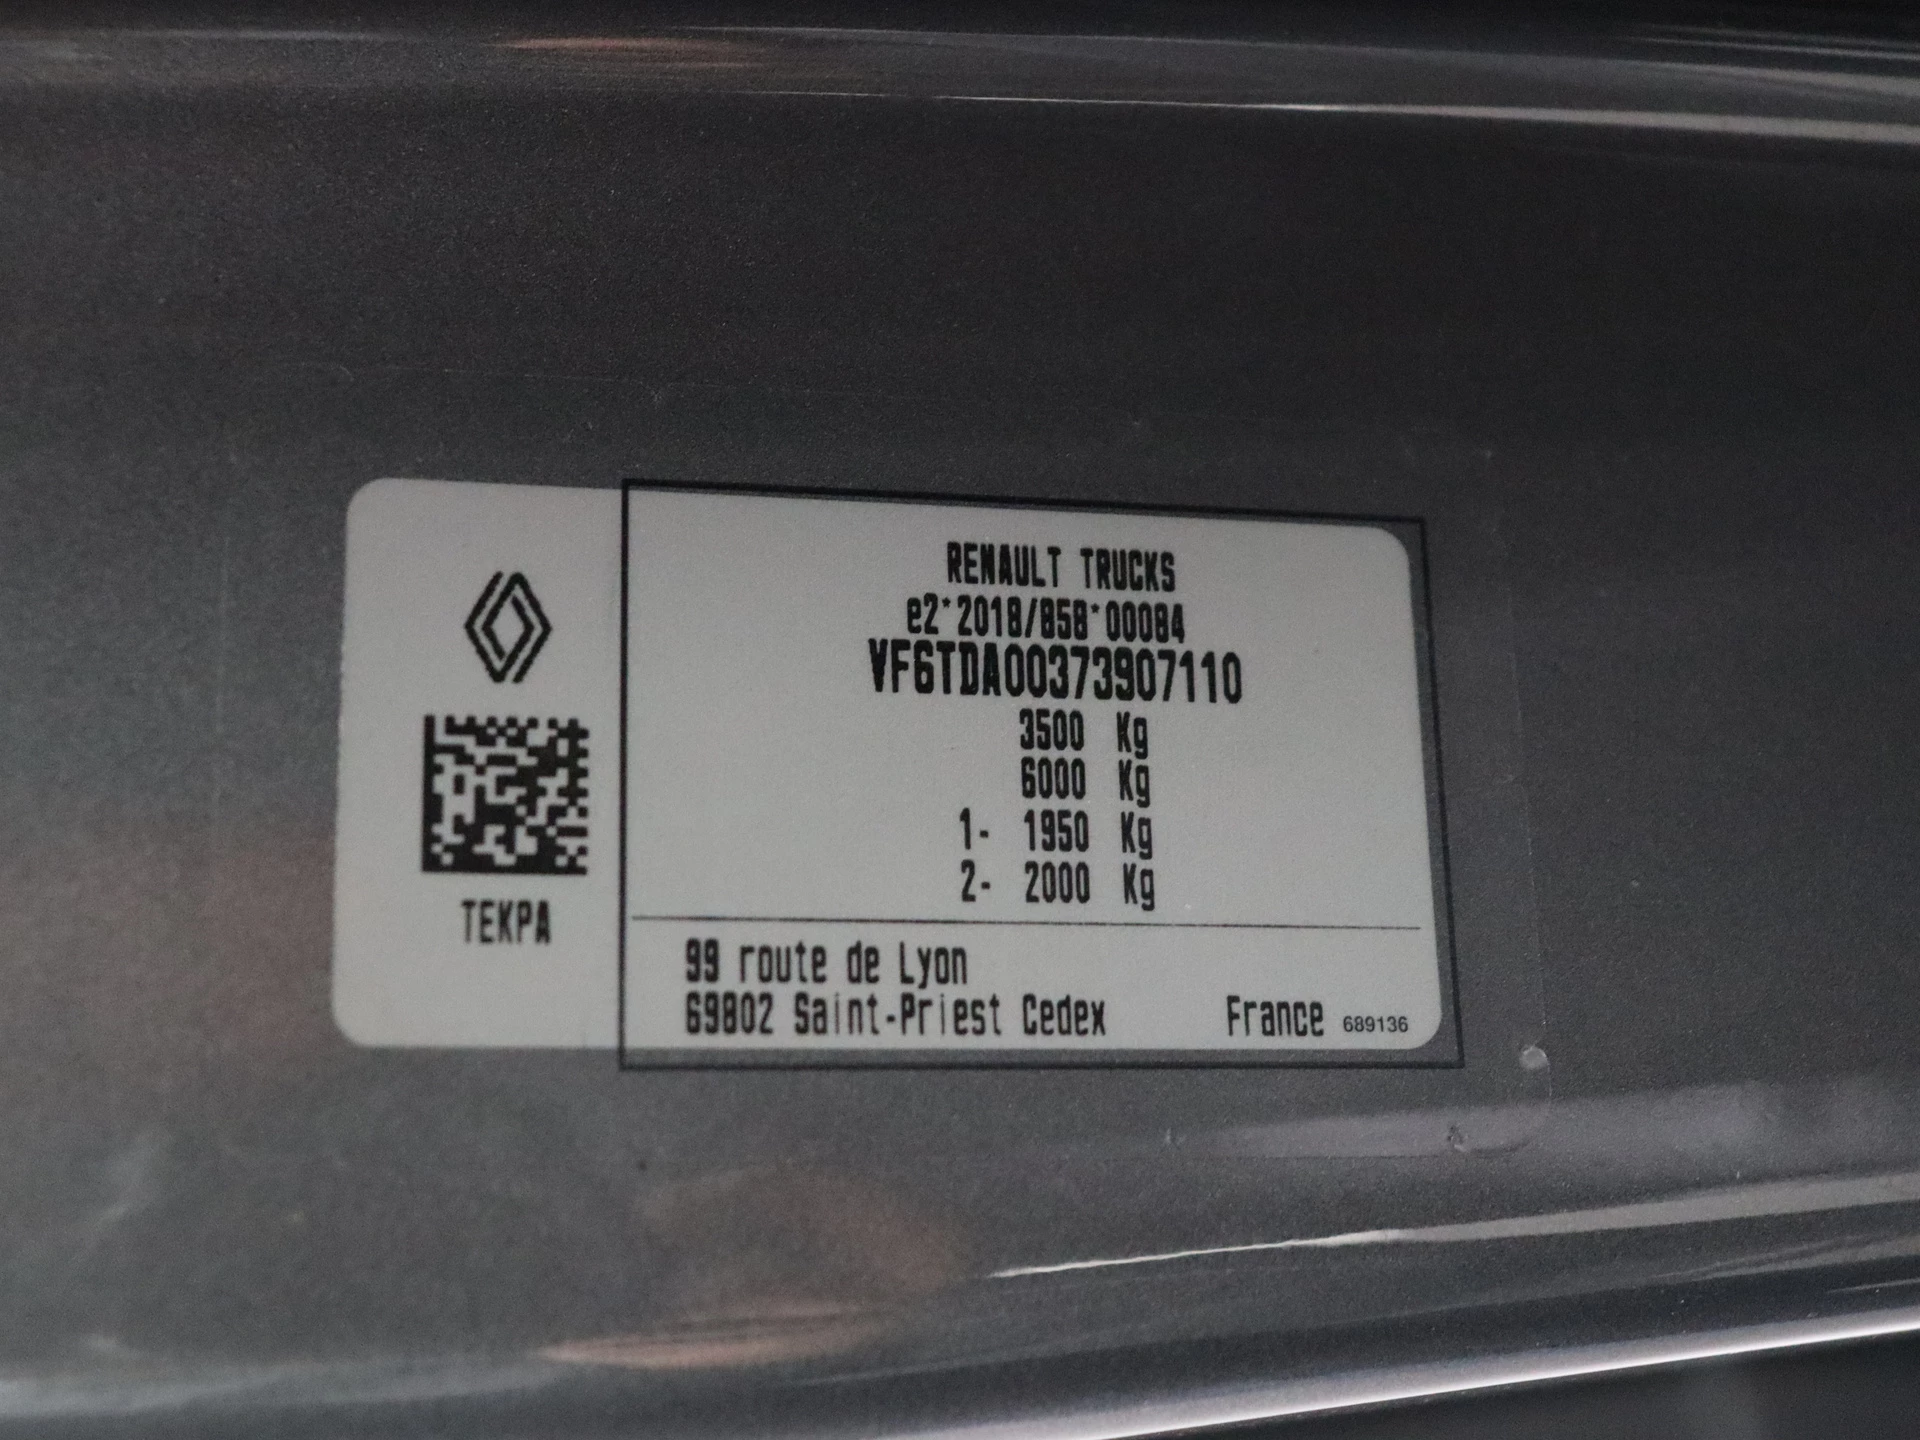 RENAULT TRUCKS
e2*2018/858*00084
VF6TDA00373907110
3500 Kg
6000 Kg
1- 1950 Kg
2- 2000 Kg
TEKPA
99 route de Lyon
69802 Saint-Priest Cedex France 689136